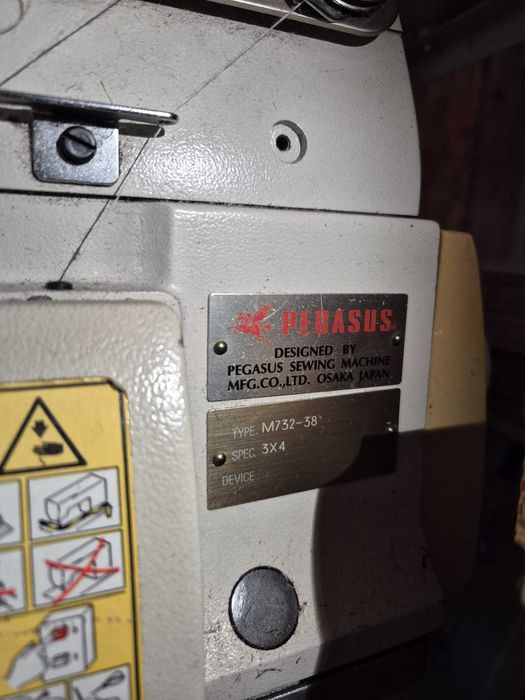 PEGASUS®
DESIGNED BY
PEGASUS SEWING MACHINE
MFG.CO.,LTD. OSAKA JAPAN
TYPE M732-38
SPEC. 3X4
DEVICE